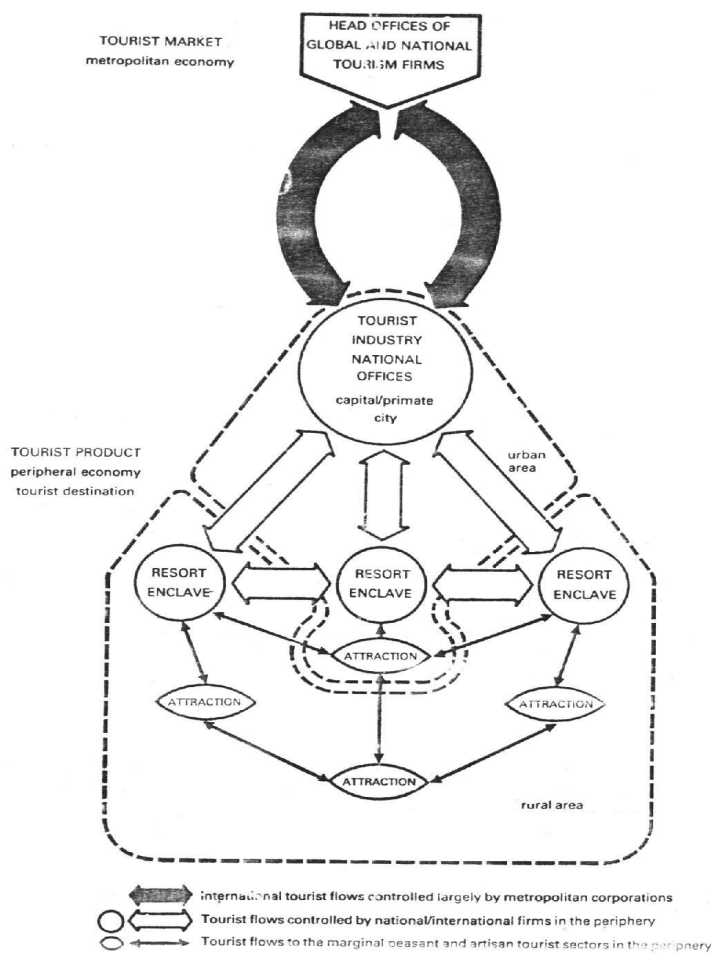 TOURIST MARKET
metropolitan economy
HEAD OFFICES OF
GLOBAL AND NATIONAL
TOURISM FIRMS
TOURIST
INDUSTRY
NATIONAL
OFFICES
capital/primate
city
TOURIST PRODUCT
peripheral economy
tourist destination
urban
area
RESORT
ENCLAVE
RESORT
ENCLAVE
RESORT
ENCLAVE
ATTRACTION
ATTRACTION
ATTRACTION
ATTRACTION
rural area
International tourist flows controlled largely by metropolitan corporations
Tourist flows controlled by national/international firms in the periphery
Tourist flows to the marginal peasant and artisan tourist sectors in the periphery